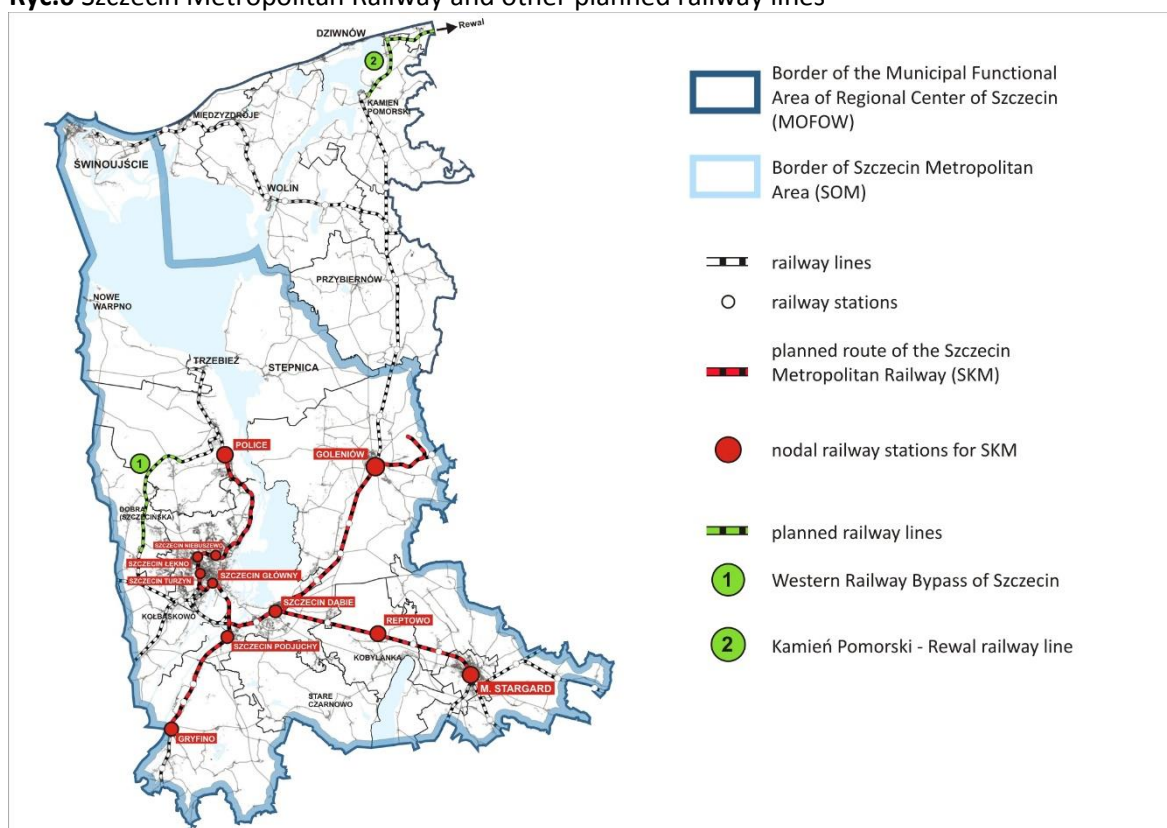 Ryc.6 Szczecin Metropolitan Railway and other planned railway lines
DZIWNÓW
Rewal
2
KAMIEŃ
POMORSKI
MIĘDZYZDROJE
ŚWINOUJŚCIE
WOLIN
PRZYBIERNÓW
NOWE
WARPNO
TRZEBIEŻ
STEPNICA
POLICE
GOLENIÓW
1
DOBRA
(SZCZECIŃSKA)
SZCZECIN NIEBUSZEWO
SZCZECIN ŁĘKNO
SZCZECIN TURZYN
SZCZECIN GŁÓWNY
SZCZECIN DĄBIE
KOŁBASKOWO
REPTOWO
SZCZECIN PODJUCHY
KOBYLANKA
M. STARGARD
STARE
CZARNOWO
GRYFINO
Border of the Municipal Functional
Area of Regional Center of Szczecin
(MOFOW)
Border of Szczecin Metropolitan
Area (SOM)
railway lines
railway stations
planned route of the Szczecin
Metropolitan Railway (SKM)
nodal railway stations for SKM
planned railway lines
1 Western Railway Bypass of Szczecin
2 Kamień Pomorski - Rewal railway line